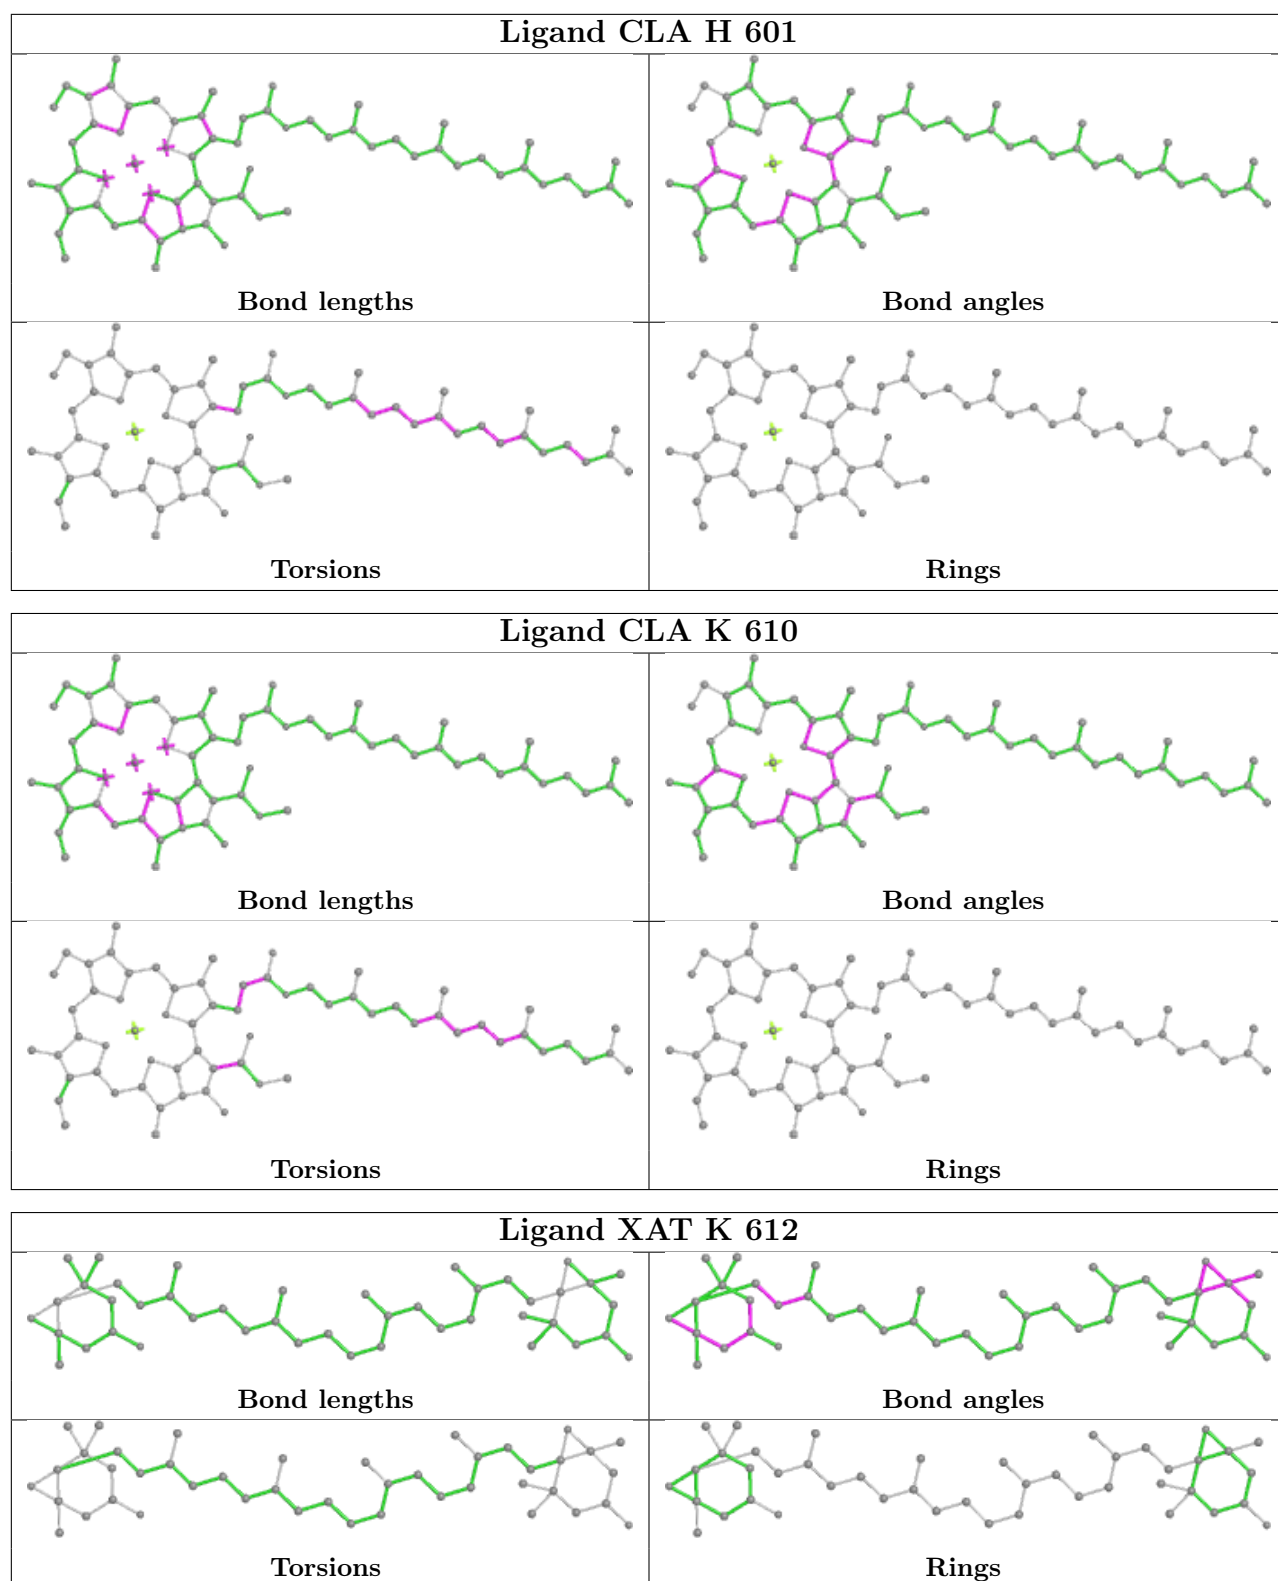 Ligand CLA H 601
Bond lengths
Bond angles
Torsions
Rings
Ligand CLA K 610
Bond lengths
Bond angles
Torsions
Rings
Ligand XAT K 612
Bond lengths
Bond angles
Torsions
Rings